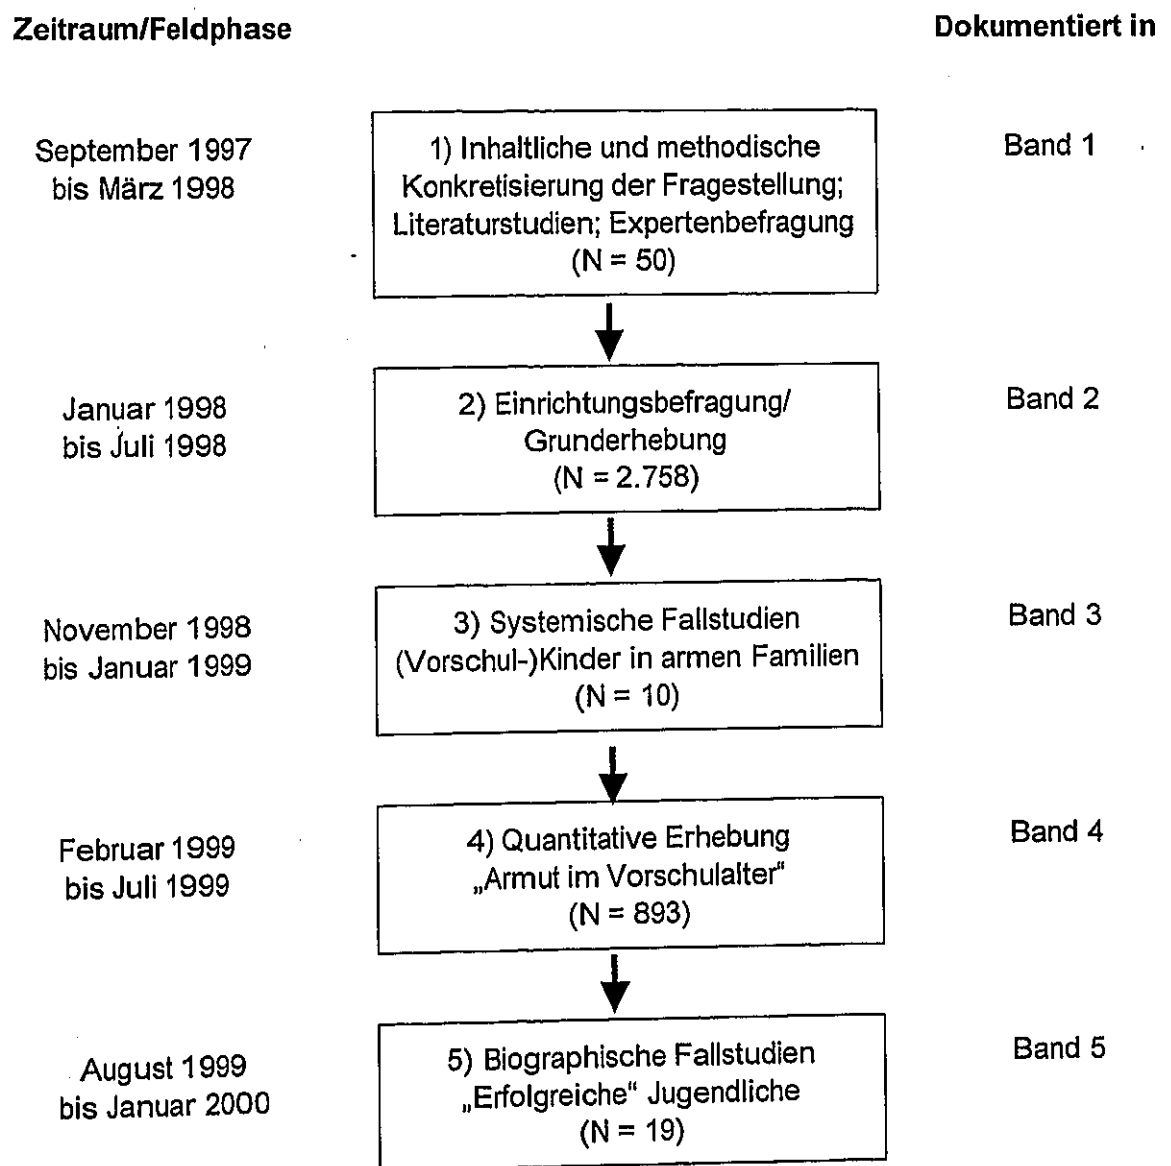 Zeitraum/Feldphase
Dokumentiert in
September 1997
bis März 1998
1) Inhaltliche und methodische
Konkretisierung der Fragestellung;
Literaturstudien; Expertenbefragung
(N = 50)
Band 1
Januar 1998
bis Juli 1998
2) Einrichtungsbefragung/
Grunderhebung
(N = 2.758)
Band 2
November 1998
bis Januar 1999
3) Systemische Fallstudien
(Vorschul-)Kinder in armen Familien
(N = 10)
Band 3
Februar 1999
bis Juli 1999
4) Quantitative Erhebung
„Armut im Vorschulalter“
(N = 893)
Band 4
August 1999
bis Januar 2000
5) Biographische Fallstudien
„Erfolgreiche“ Jugendliche
(N = 19)
Band 5